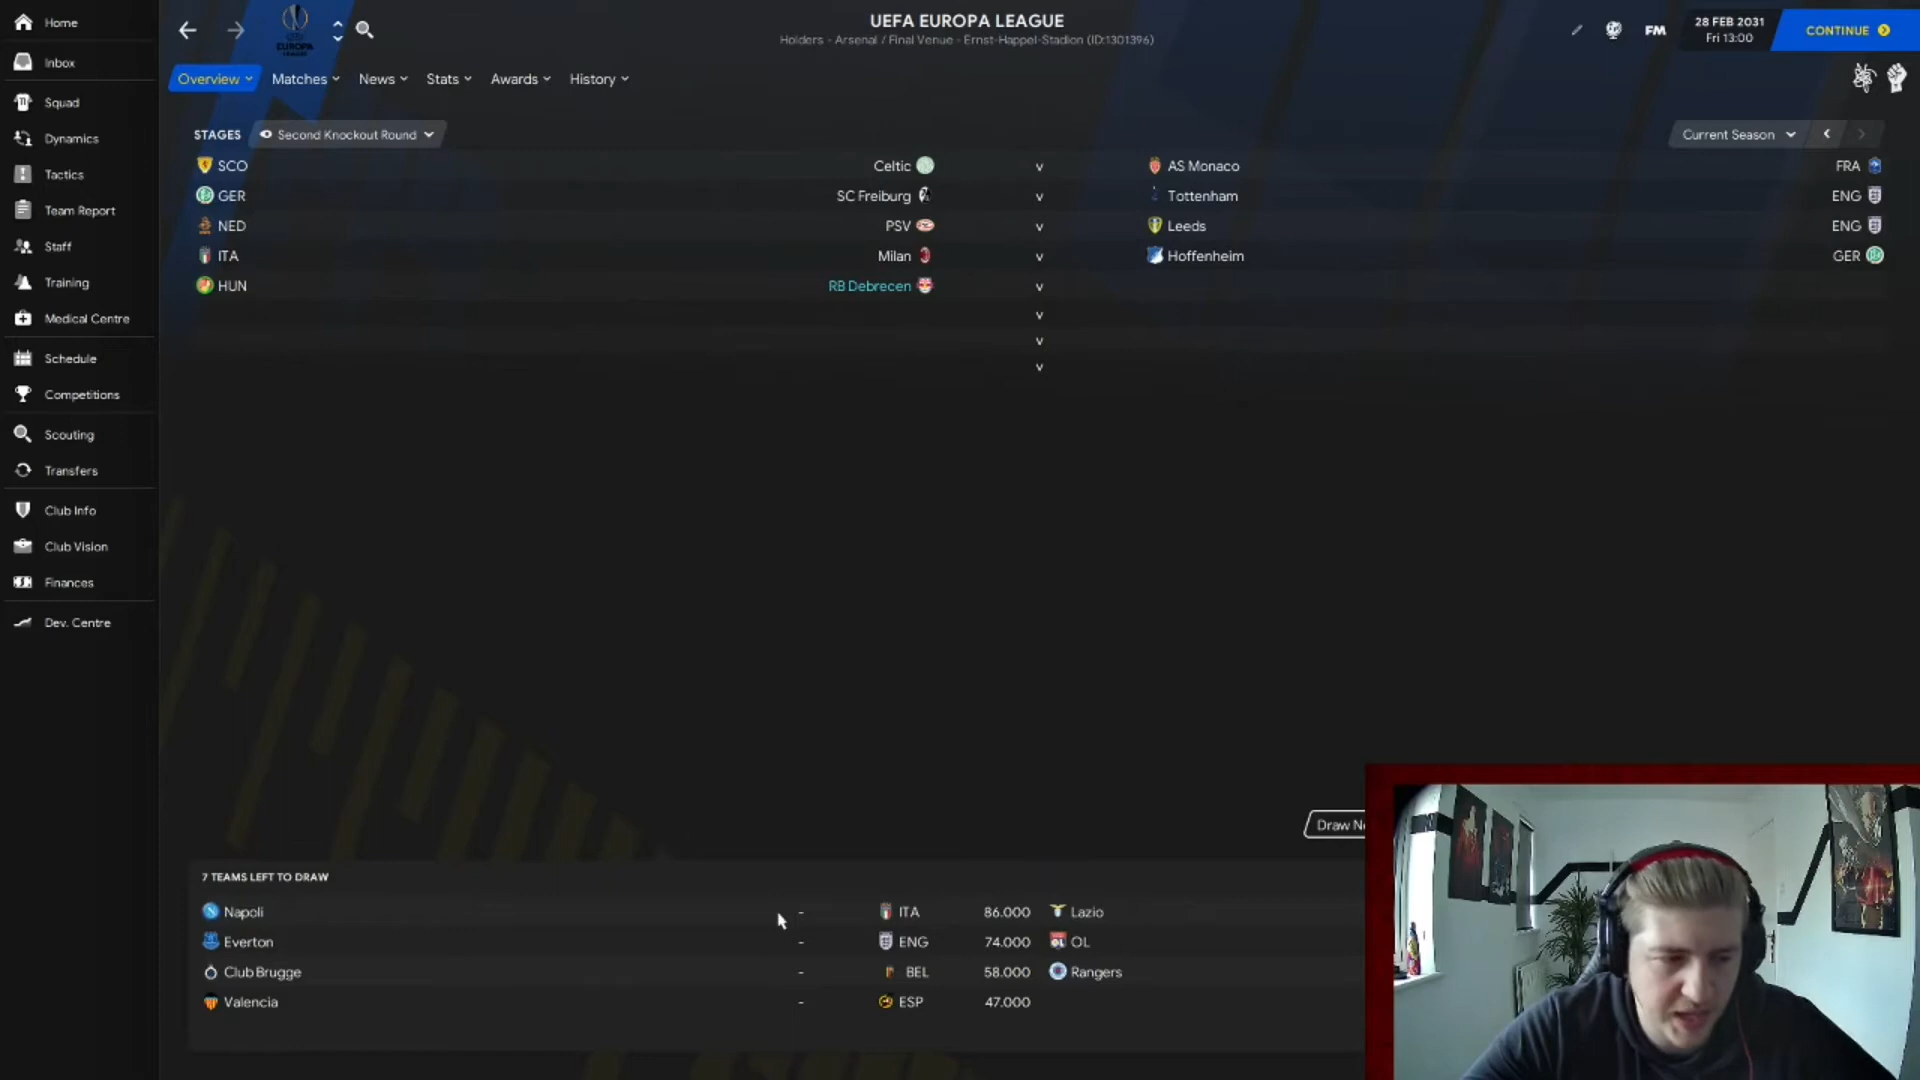 Home
Inbox
Squad
Dynamics
Tactics
Team Report
Staff
Training
Medical Centre
Schedule
Competitions
Scouting
Transfers
Club Info
Club Vision
Finances
Dev. Centre
EUROPA
UEFA EUROPA LEAGUE
Holders - Arsenal / Final Venue - Ernst-Happel-Stadion (ID:1301396)
FM
28 FEB 2031
Fri 13:00
CONTINUE
Overview Matches News Stats Awards History
STAGES Second Knockout Round Current Season
SCO Celtic v AS Monaco FRA
GER SC Freiburg v Tottenham ENG
NED PSV v Leeds ENG
ITA Milan v Hoffenheim GER
HUN RB Debrecen v
v
v
v
Draw N
7 TEAMS LEFT TO DRAW
Napoli - ITA 86.000 Lazio
Everton - ENG 74.000 OL
Club Brugge - BEL 58.000 Rangers
Valencia - ESP 47.000